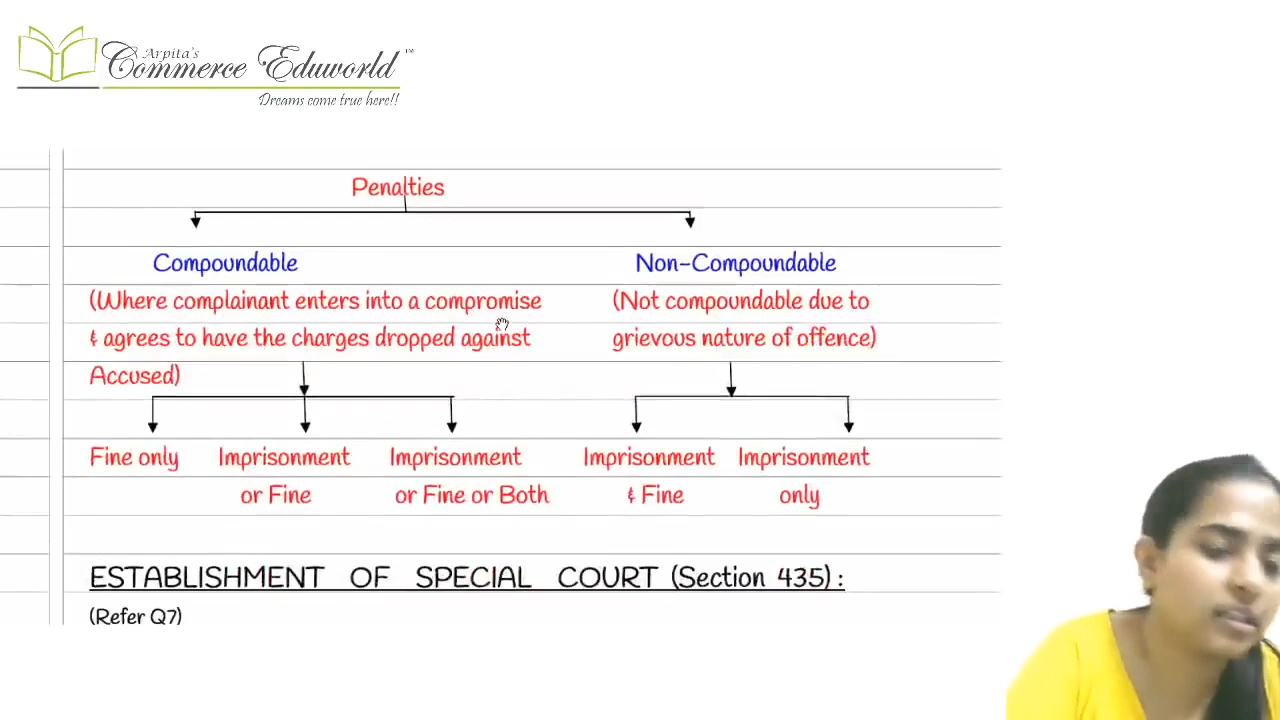 Arpita's
Commerce Eduworld™
Dreams come true here!!
Penalties
Compoundable Non-Compoundable
(Where complainant enters into a compromise (Not compoundable due to
& agrees to have the charges dropped against grievous nature of offence)
Accused)
Fine only Imprisonment Imprisonment Imprisonment Imprisonment
or Fine or Fine or Both & Fine only
ESTABLISHMENT OF SPECIAL COURT (Section 435) :
(Refer Q7)